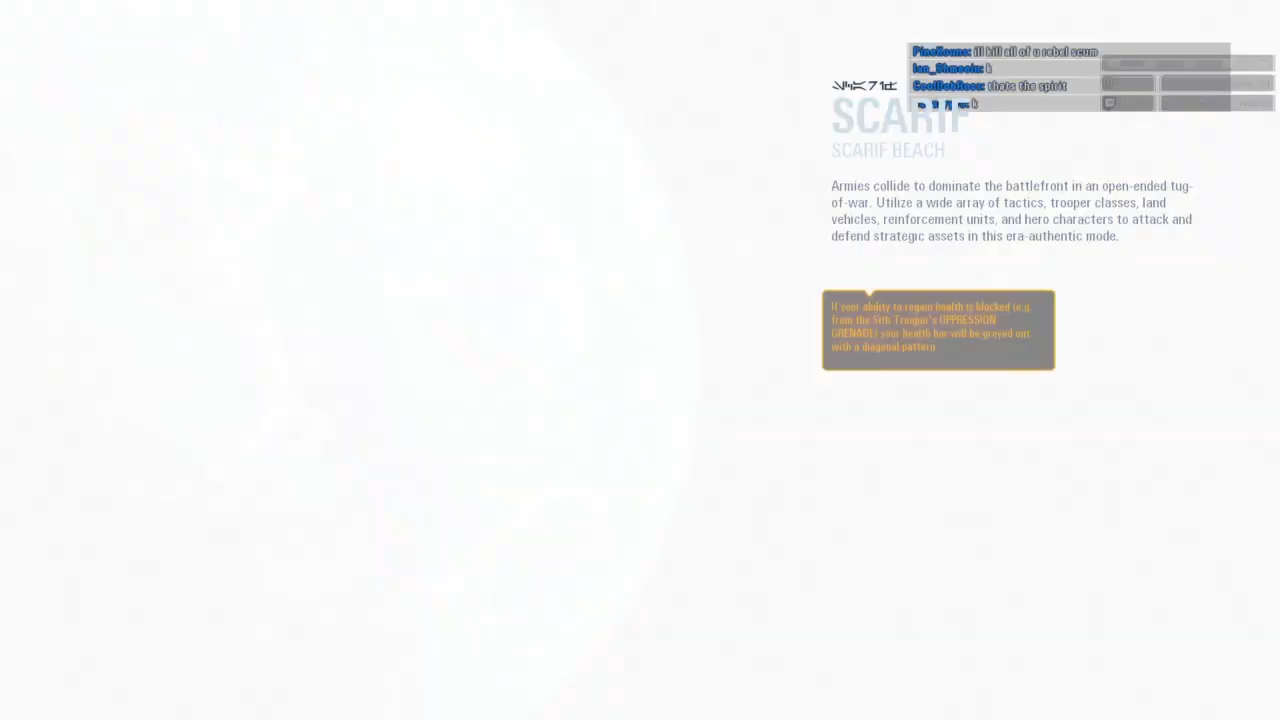 PineKouns: ill kill all of u rebel scum
Ian_Shmoein: k
CoolBobRoss: thats the spirit
k
SCARIF
SCARIF BEACH
Armies collide to dominate the battlefront in an open-ended tug-
of-war. Utilize a wide array of tactics, trooper classes, land
vehicles, reinforcement units, and hero characters to attack and
defend strategic assets in this era-authentic mode.
If your ability to regain health is blocked (e.g.
from the Sith Trooper's OPPRESSION
GRENADE) your health bar will be greyed out
with a diagonal pattern